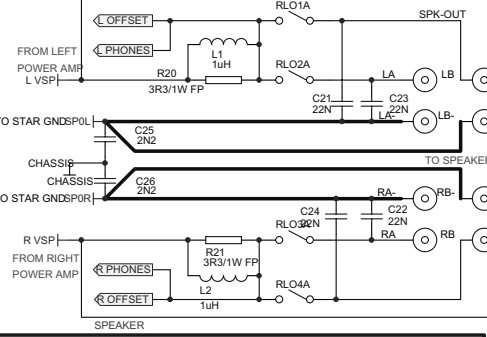 RLO1A
L OFFSET
SPK-OUT
FROM LEFT
POWER AMP
L PHONES
L1
1uH
RLO2A
L VSP
R20
3R3/1W FP
LA
LB
C21
22N
C23
22N
TO STAR GND
SP0L
LA-
LB-
C25
2N2
CHASSIS
TO SPEAKER
CHASSIS
C26
2N2
TO STAR GND
SP0R
RA-
RB-
C24
22N
C22
22N
RLO3A
R VSP
RA
RB
R21
3R3/1W FP
FROM RIGHT
POWER AMP
R PHONES
L2
1uH
RLO4A
R OFFSET
SPEAKER